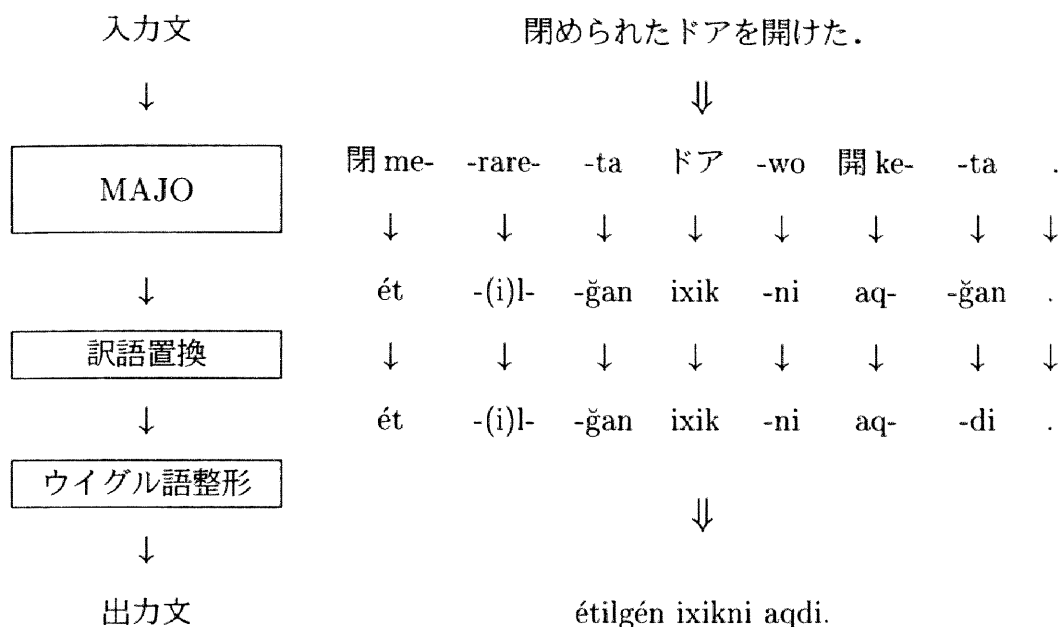 入力文 閉められたドアを開けた.
↓ ⇓
MAJO 閉 me- -rare- -ta ドア -wo 開 ke- -ta .
↓ ↓ ↓ ↓ ↓ ↓ ↓ ↓
↓ ét -(i)l- -ğan ixik -ni aq- -ğan .
訳語置換 ↓ ↓ ↓ ↓ ↓ ↓ ↓ ↓
↓ ét -(i)l- -ğan ixik -ni aq- -di .
ウイグル語整形 ⇓
↓
出力文 étilgén ixikni aqdi.